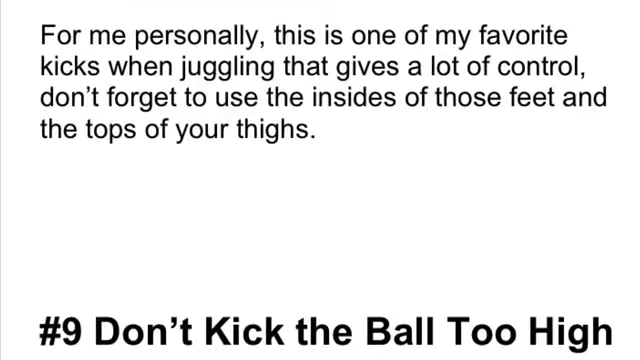 For me personally, this is one of my favorite
kicks when juggling that gives a lot of control,
don’t forget to use the insides of those feet and
the tops of your thighs.
#9 Don’t Kick the Ball Too High